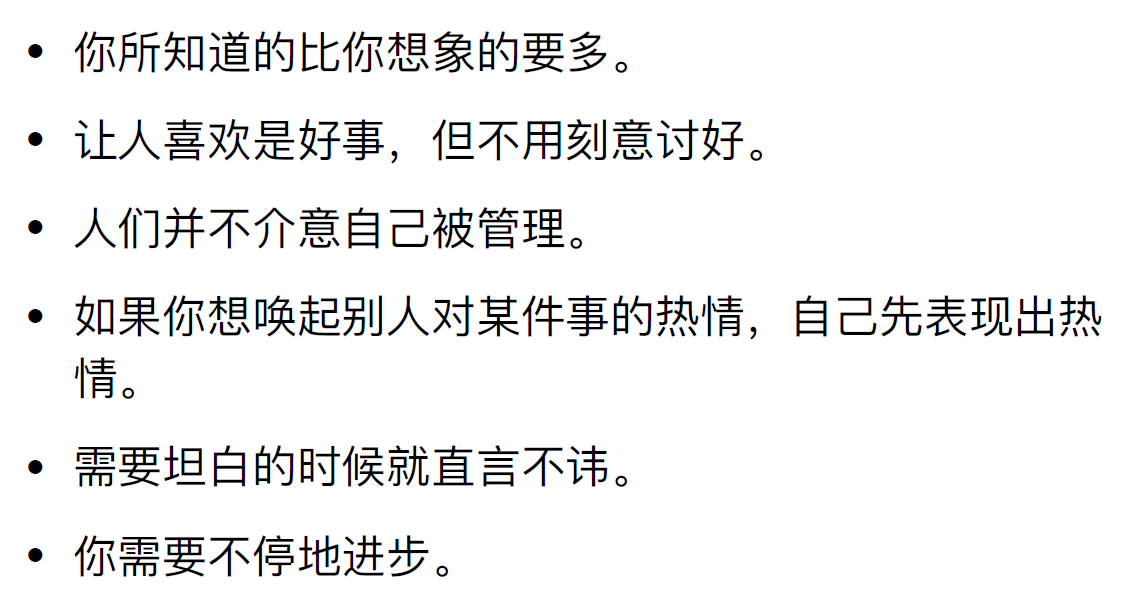 • 你所知道的比你想象的要多。
• 让人喜欢是好事，但不用刻意讨好。
• 人们并不介意自己被管理。
• 如果你想唤起别人对某件事的热情，自己先表现出热
情。
• 需要坦白的时候就直言不讳。
• 你需要不停地进步。